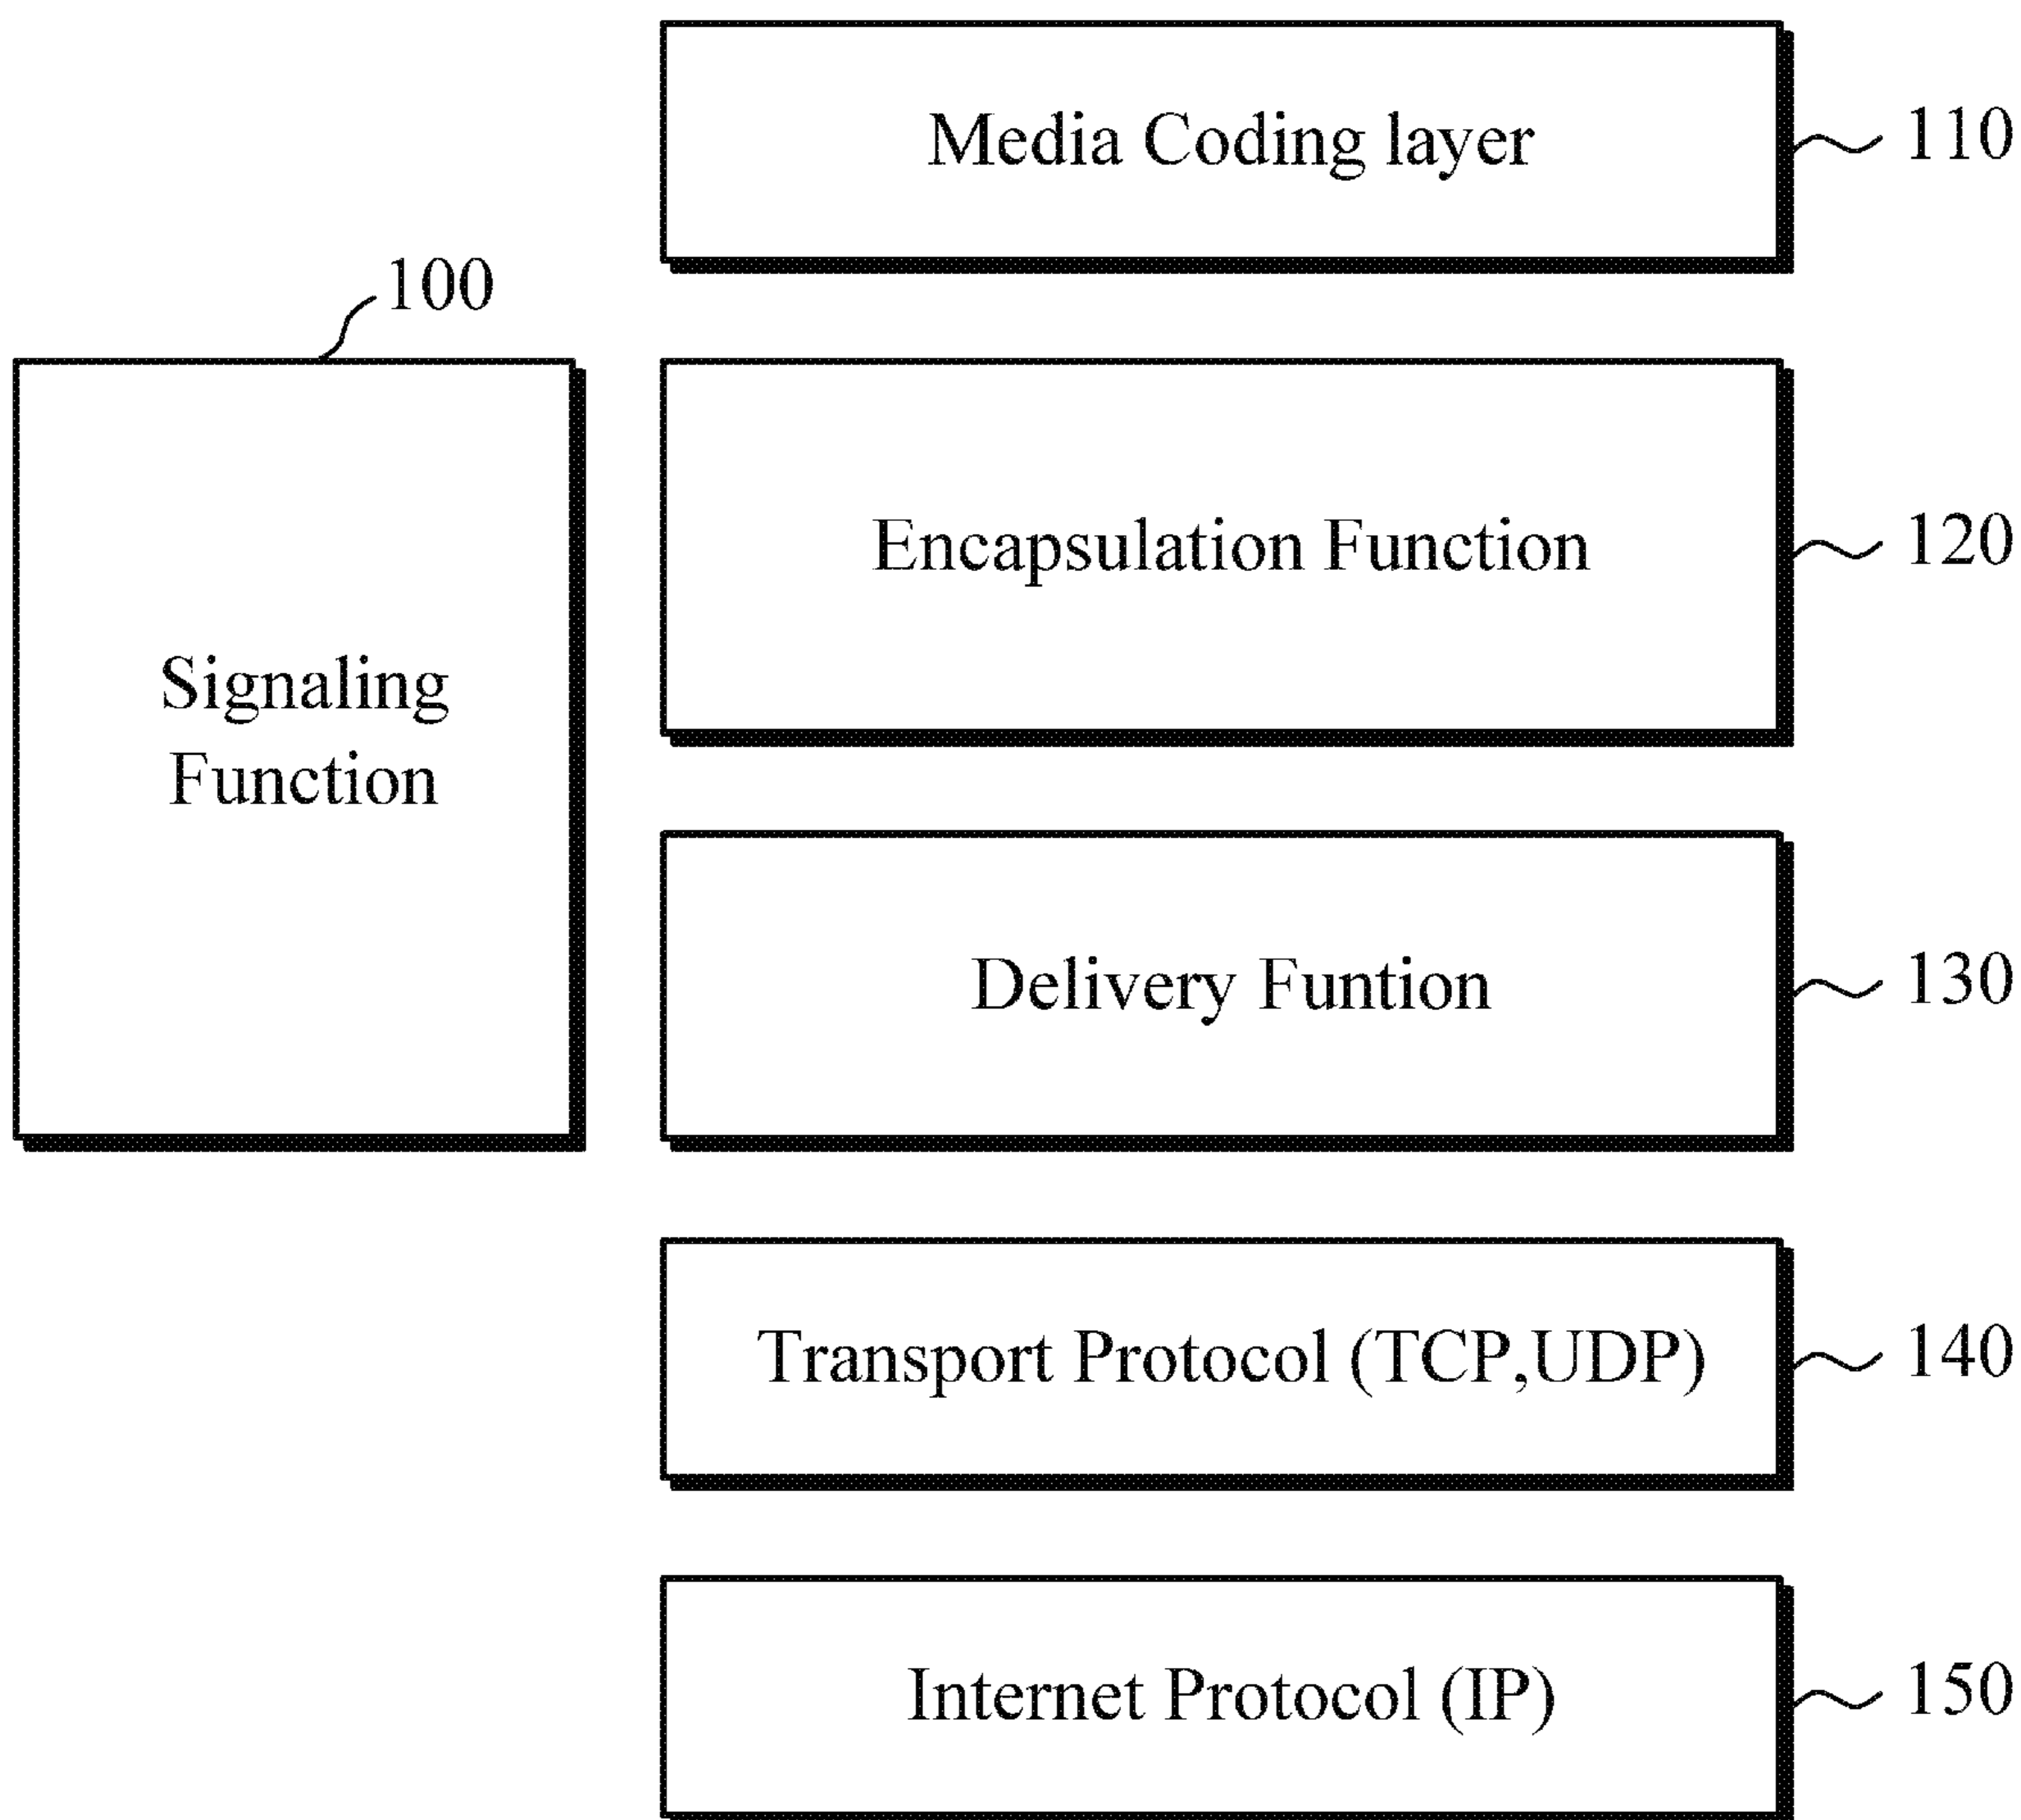 Media Coding layer
110
100
Signaling
Function
Encapsulation Function
120
Delivery Funtion
130
Transport Protocol (TCP,UDP)
140
Internet Protocol (IP)
150